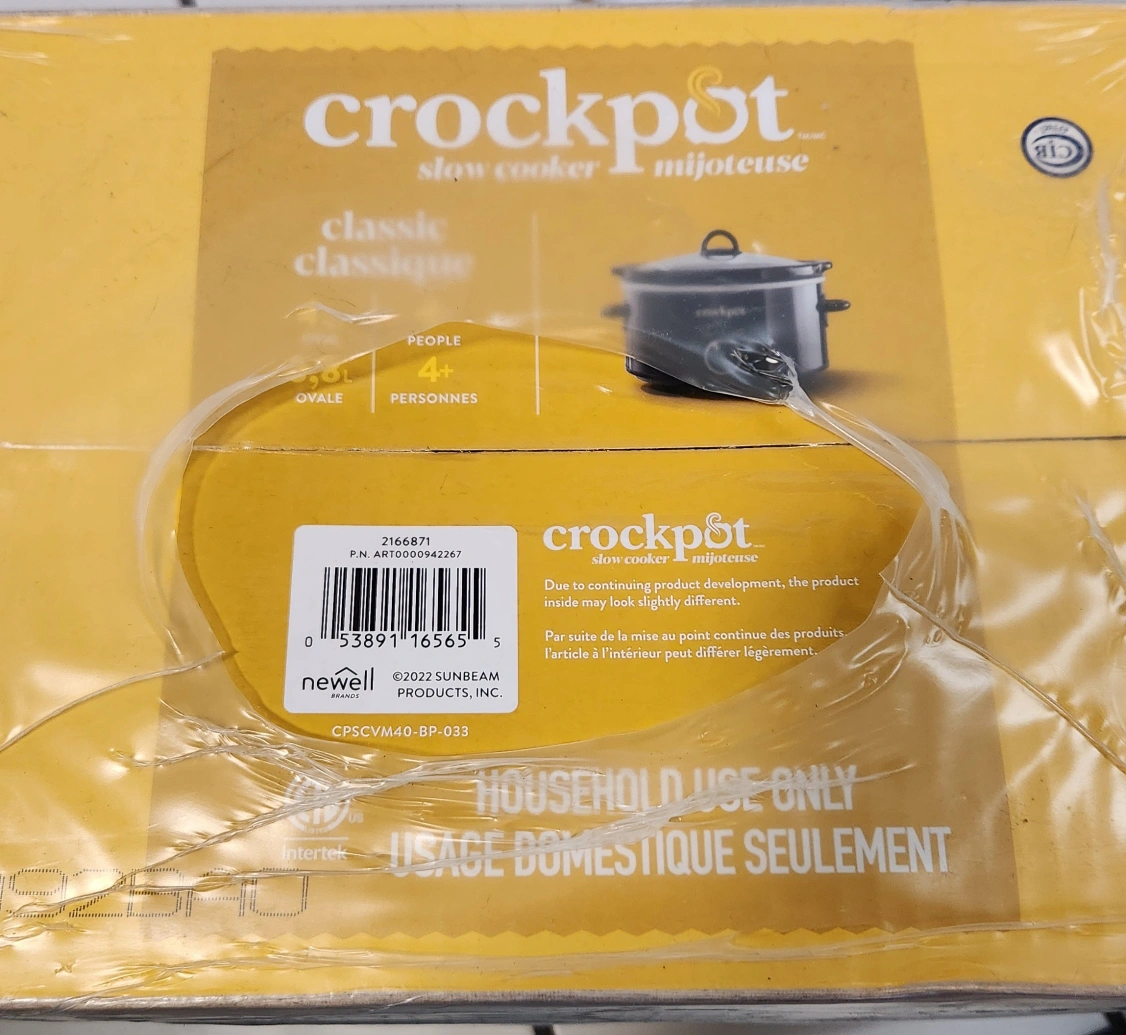 crockpot
slow cooker mijoteuse
classic
classique
PEOPLE
4+
OVALE
PERSONNES
crockpot
2166871
P.N. ART0000942267
0 53891 16565 5
newell
BRANDS
©2022 SUNBEAM
PRODUCTS, INC.
CPSCVM40-BP-033
crockpot
slow cooker mijoteuse
Due to continuing product development, the product
inside may look slightly different.
Par suite de la mise au point continue des produits,
l'article à l'intérieur peut différer légèrement.
CIB
US
Intertek
HOUSEHOLD USE ONLY
USAGE DOMESTIQUE SEULEMENT